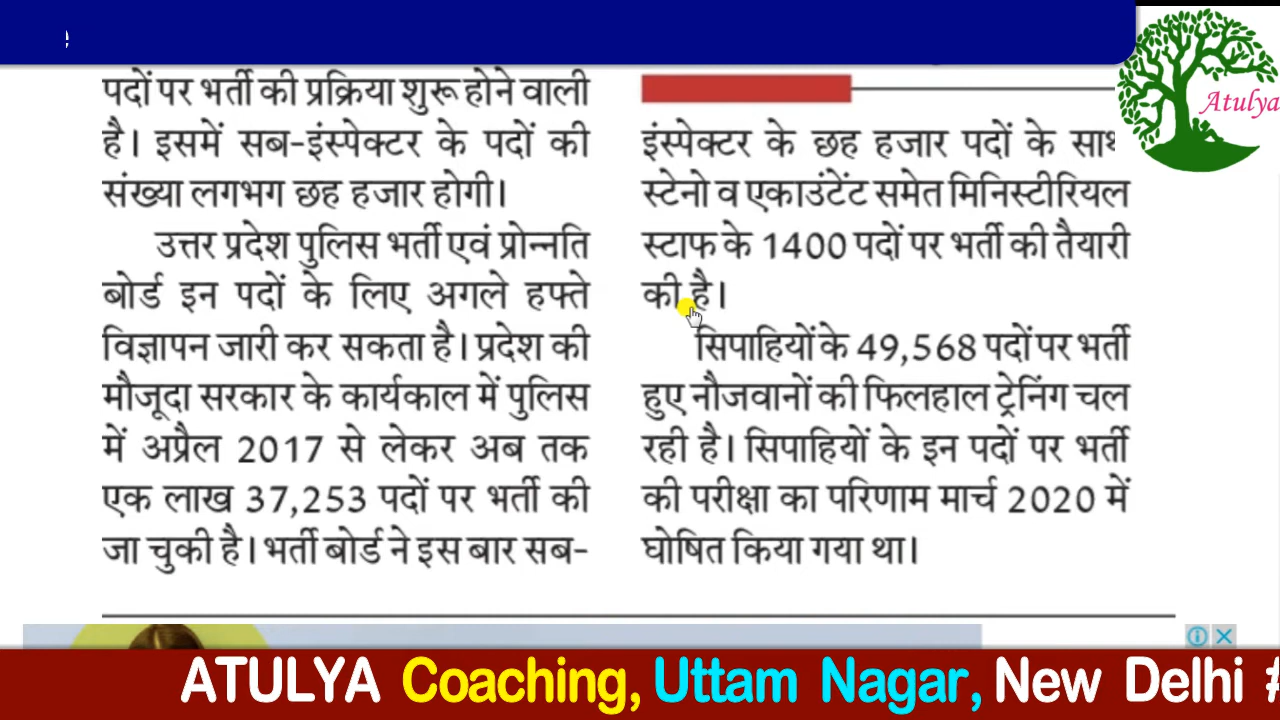 Atulya
पदों पर भर्ती की प्रक्रिया शुरू होने वाली
है। इसमें सब-इंस्पेक्टर के पदों की
संख्या लगभग छह हजार होगी।
उत्तर प्रदेश पुलिस भर्ती एवं प्रोन्नति
बोर्ड इन पदों के लिए अगले हफ्ते
विज्ञापन जारी कर सकता है। प्रदेश की
मौजूदा सरकार के कार्यकाल में पुलिस
में अप्रैल 2017 से लेकर अब तक
एक लाख 37,253 पदों पर भर्ती की
जा चुकी है। भर्ती बोर्ड ने इस बार सब-
इंस्पेक्टर के छह हजार पदों के साथ
स्टेनो व एकाउंटेंट समेत मिनिस्टीरियल
स्टाफ के 1400 पदों पर भर्ती की तैयारी
की है।
सिपाहियों के 49,568 पदों पर भर्ती
हुए नौजवानों की फिलहाल ट्रेनिंग चल
रही है। सिपाहियों के इन पदों पर भर्ती
की परीक्षा का परिणाम मार्च 2020 में
घोषित किया गया था।
ATULYA Coaching, Uttam Nagar, New Delhi #